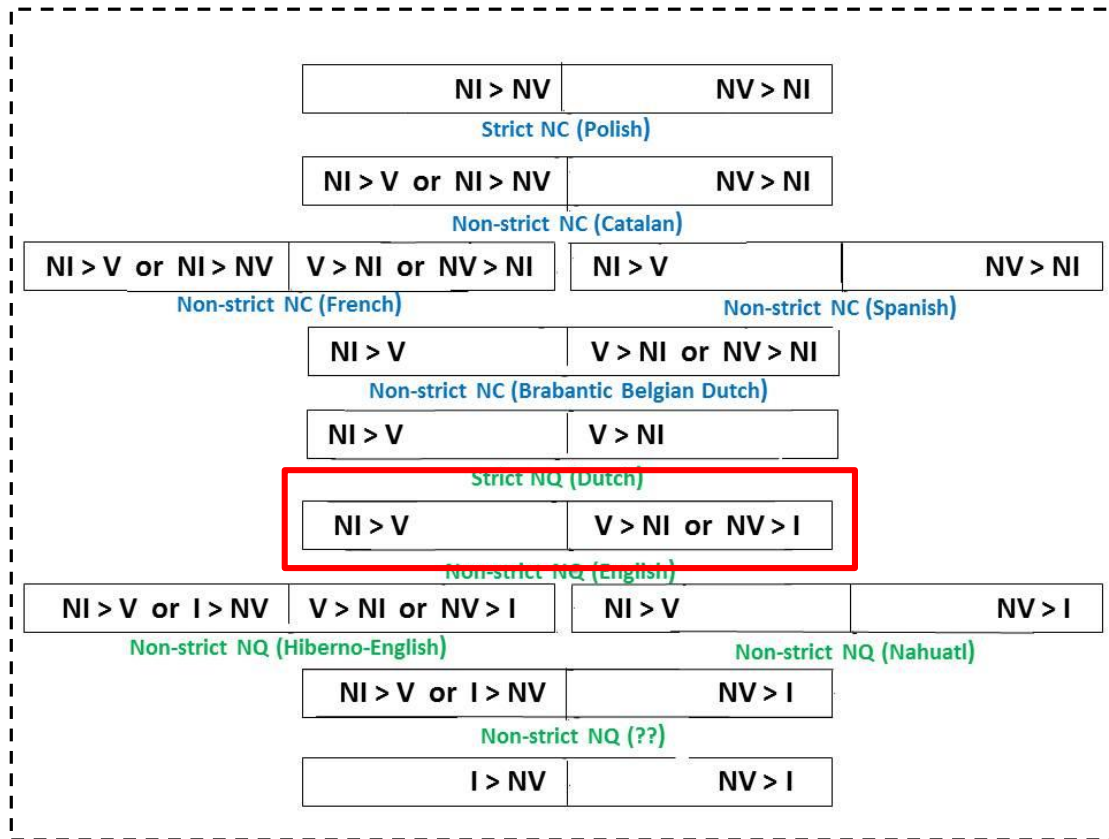 NI > NV NV > NI
Strict NC (Polish)
NI > V or NI > NV NV > NI
Non-strict NC (Catalan)
NI > V or NI > NV V > NI or NV > NI NI > V NV > NI
Non-strict NC (French) Non-strict NC (Spanish)
NI > V V > NI or NV > NI
Non-strict NC (Brabantic Belgian Dutch)
NI > V V > NI
Strict NQ (Dutch)
NI > V V > NI or NV > I
Non-strict NQ (English)
NI > V or I > NV V > NI or NV > I NI > V NV > I
Non-strict NQ (Hiberno-English) Non-strict NQ (Nahuatl)
NI > V or I > NV NV > I
Non-strict NQ (??)
I > NV NV > I